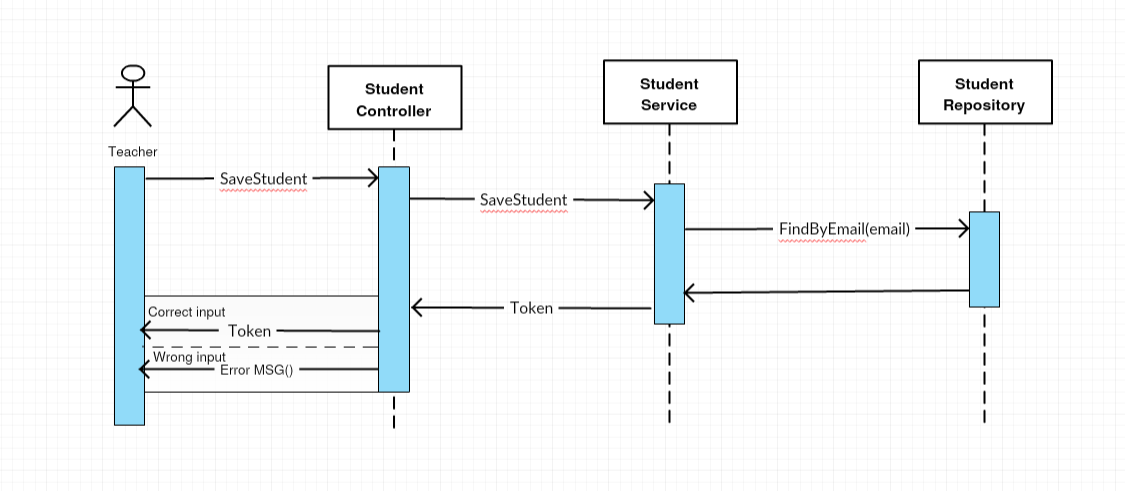 Student
Controller
Student
Service
Student
Repository
Teacher
SaveStudent
SaveStudent
FindByEmail(email)
Token
Correct input
Token
Wrong input
Error MSG()